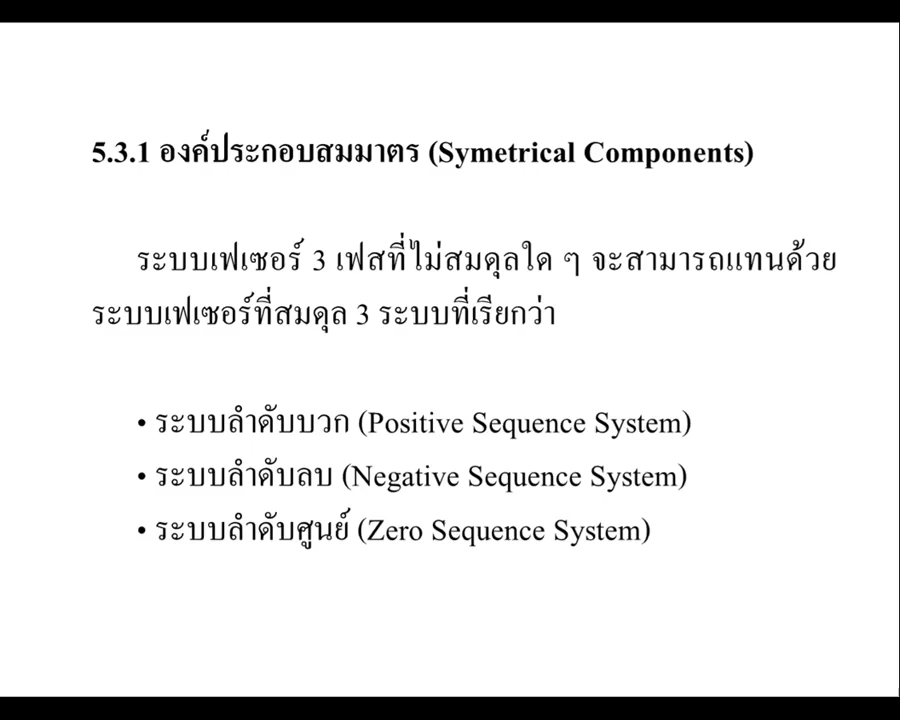 5.3.1 องค์ประกอบสมมาตร (Symetrical Components)
ระบบเฟเซอร์ 3 เฟสที่ไม่สมดุลใด ๆ จะสามารถแทนด้วย
ระบบเฟเซอร์ที่สมดุล 3 ระบบที่เรียกว่า
• ระบบลำดับบวก (Positive Sequence System)
• ระบบลำดับลบ (Negative Sequence System)
• ระบบลำดับศูนย์ (Zero Sequence System)